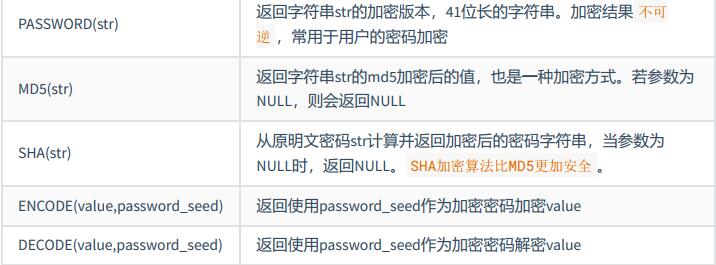 返回字符串str的加密版本，41位长的字符串。加密结果 不可
PASSWORD(str)
逆 ，常用于用户的密码加密
返回字符串str的md5加密后的值，也是一种加密方式。若参数为
MD5(str)
NULL，则会返回NULL
从原明文密码str计算并返回加密后的密码字符串，当参数为
SHA(str)
NULL时，返回NULL。 SHA加密算法比MD5更加安全 。
ENCODE(value,password_seed)
返回使用password_seed作为加密密码加密value
DECODE(value,password_seed)
返回使用password_seed作为加密密码解密value